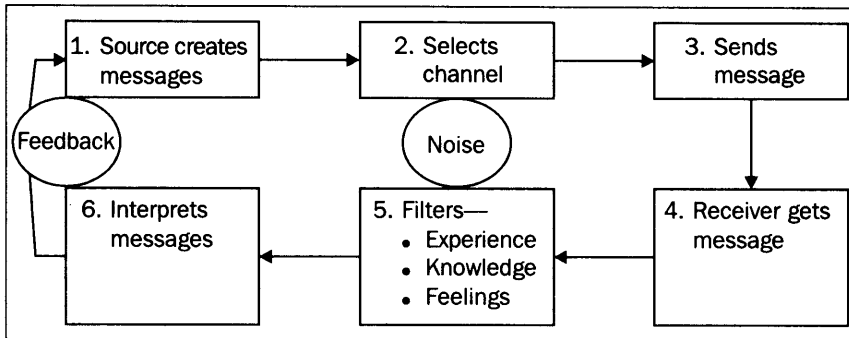 1. Source creates
messages
2. Selects
channel
3. Sends
message
Feedback
Noise
6. Interprets
messages
5. Filters—
• Experience
• Knowledge
• Feelings
4. Receiver gets
message